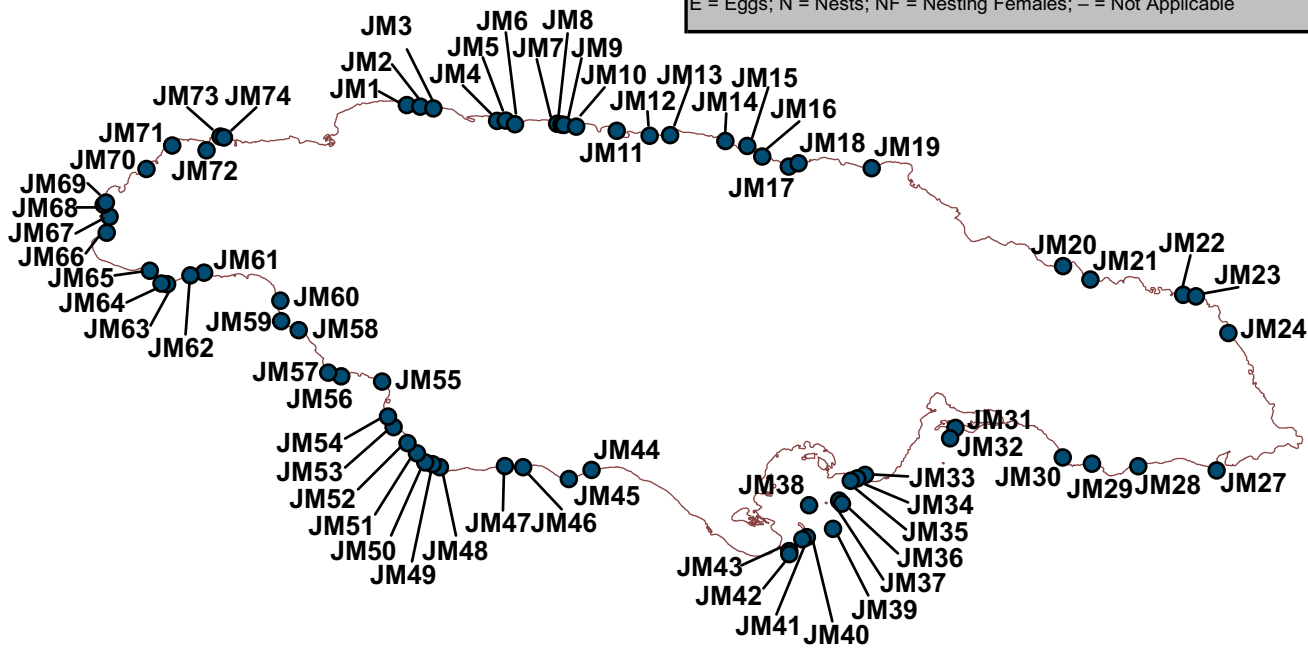 E = Eggs; N = Nests; NF = Nesting Females; – = Not Applicable
JM1
JM2
JM3
JM4
JM5
JM6
JM7
JM8
JM9
JM10
JM11
JM12
JM13
JM14
JM15
JM16
JM17
JM18
JM19
JM20
JM21
JM22
JM23
JM24
JM27
JM28
JM29
JM30
JM31
JM32
JM33
JM34
JM35
JM36
JM37
JM38
JM39
JM40
JM41
JM42
JM43
JM44
JM45
JM46
JM47
JM48
JM49
JM50
JM51
JM52
JM53
JM54
JM55
JM56
JM57
JM58
JM59
JM60
JM61
JM62
JM63
JM64
JM65
JM66
JM67
JM68
JM69
JM70
JM71
JM72
JM73
JM74